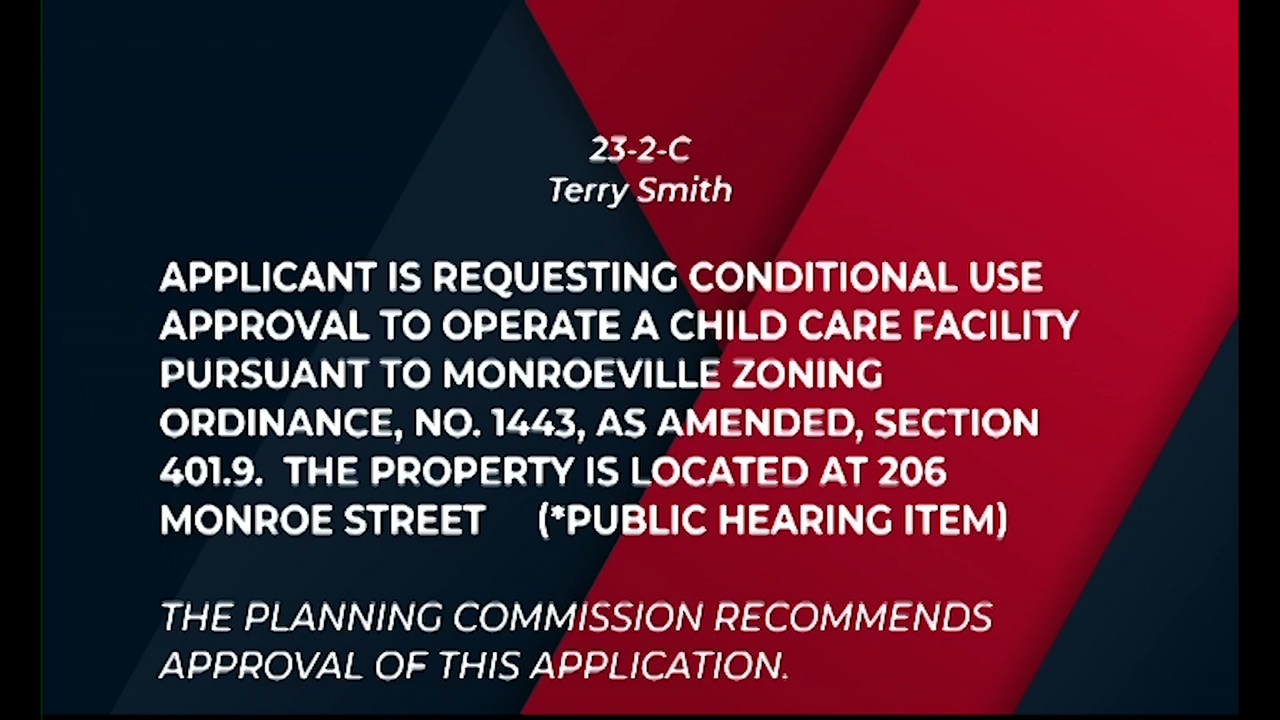 23-2-C
Terry Smith
APPLICANT IS REQUESTING CONDITIONAL USE
APPROVAL TO OPERATE A CHILD CARE FACILITY
PURSUANT TO MONROEVILLE ZONING
ORDINANCE, NO. 1443, AS AMENDED, SECTION
401.9.  THE PROPERTY IS LOCATED AT 206
MONROE STREET     (*PUBLIC HEARING ITEM)
THE PLANNING COMMISSION RECOMMENDS
APPROVAL OF THIS APPLICATION.